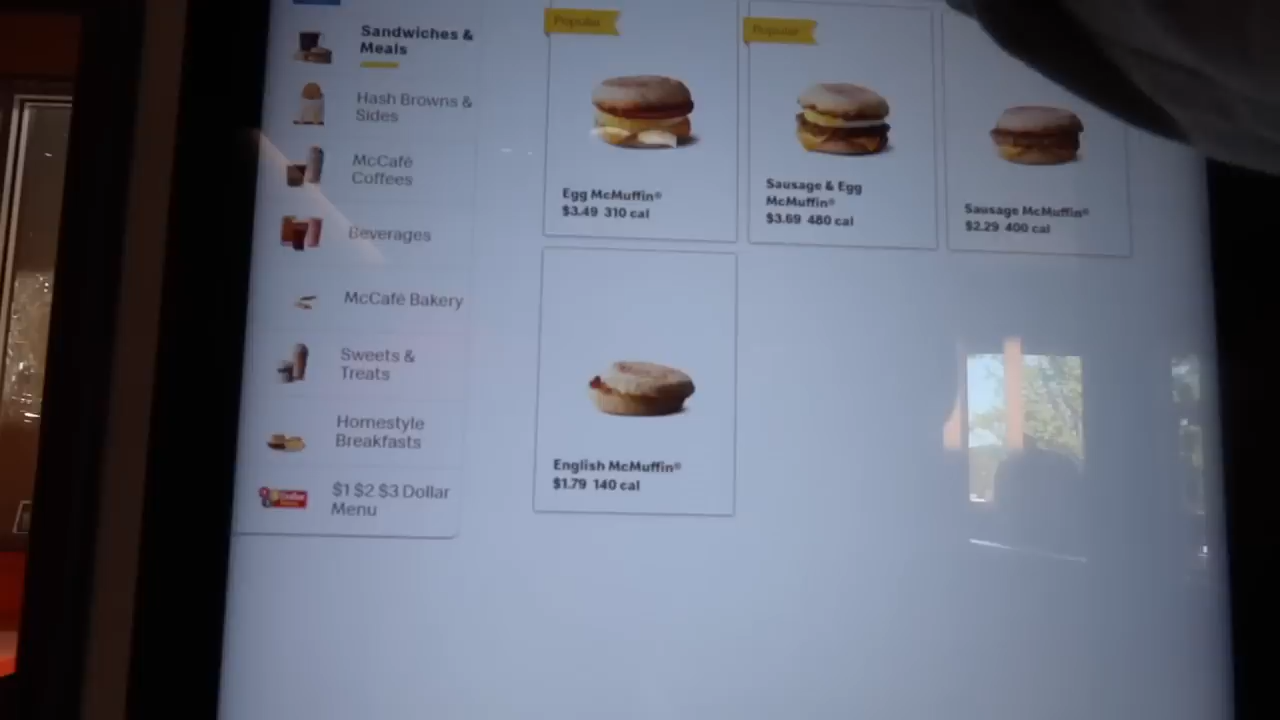 Sandwiches &
Meals
Hash Browns &
Sides
McCafé
Coffees
Beverages
McCafé Bakery
Sweets &
Treats
Homestyle
Breakfasts
$1 $2 $3 Dollar
Menu
Popular
Egg McMuffin®
$3.49 310 cal
Popular
Sausage & Egg
McMuffin®
$3.69 480 cal
Sausage McMuffin®
$2.29 400 cal
English McMuffin®
$1.79 140 cal